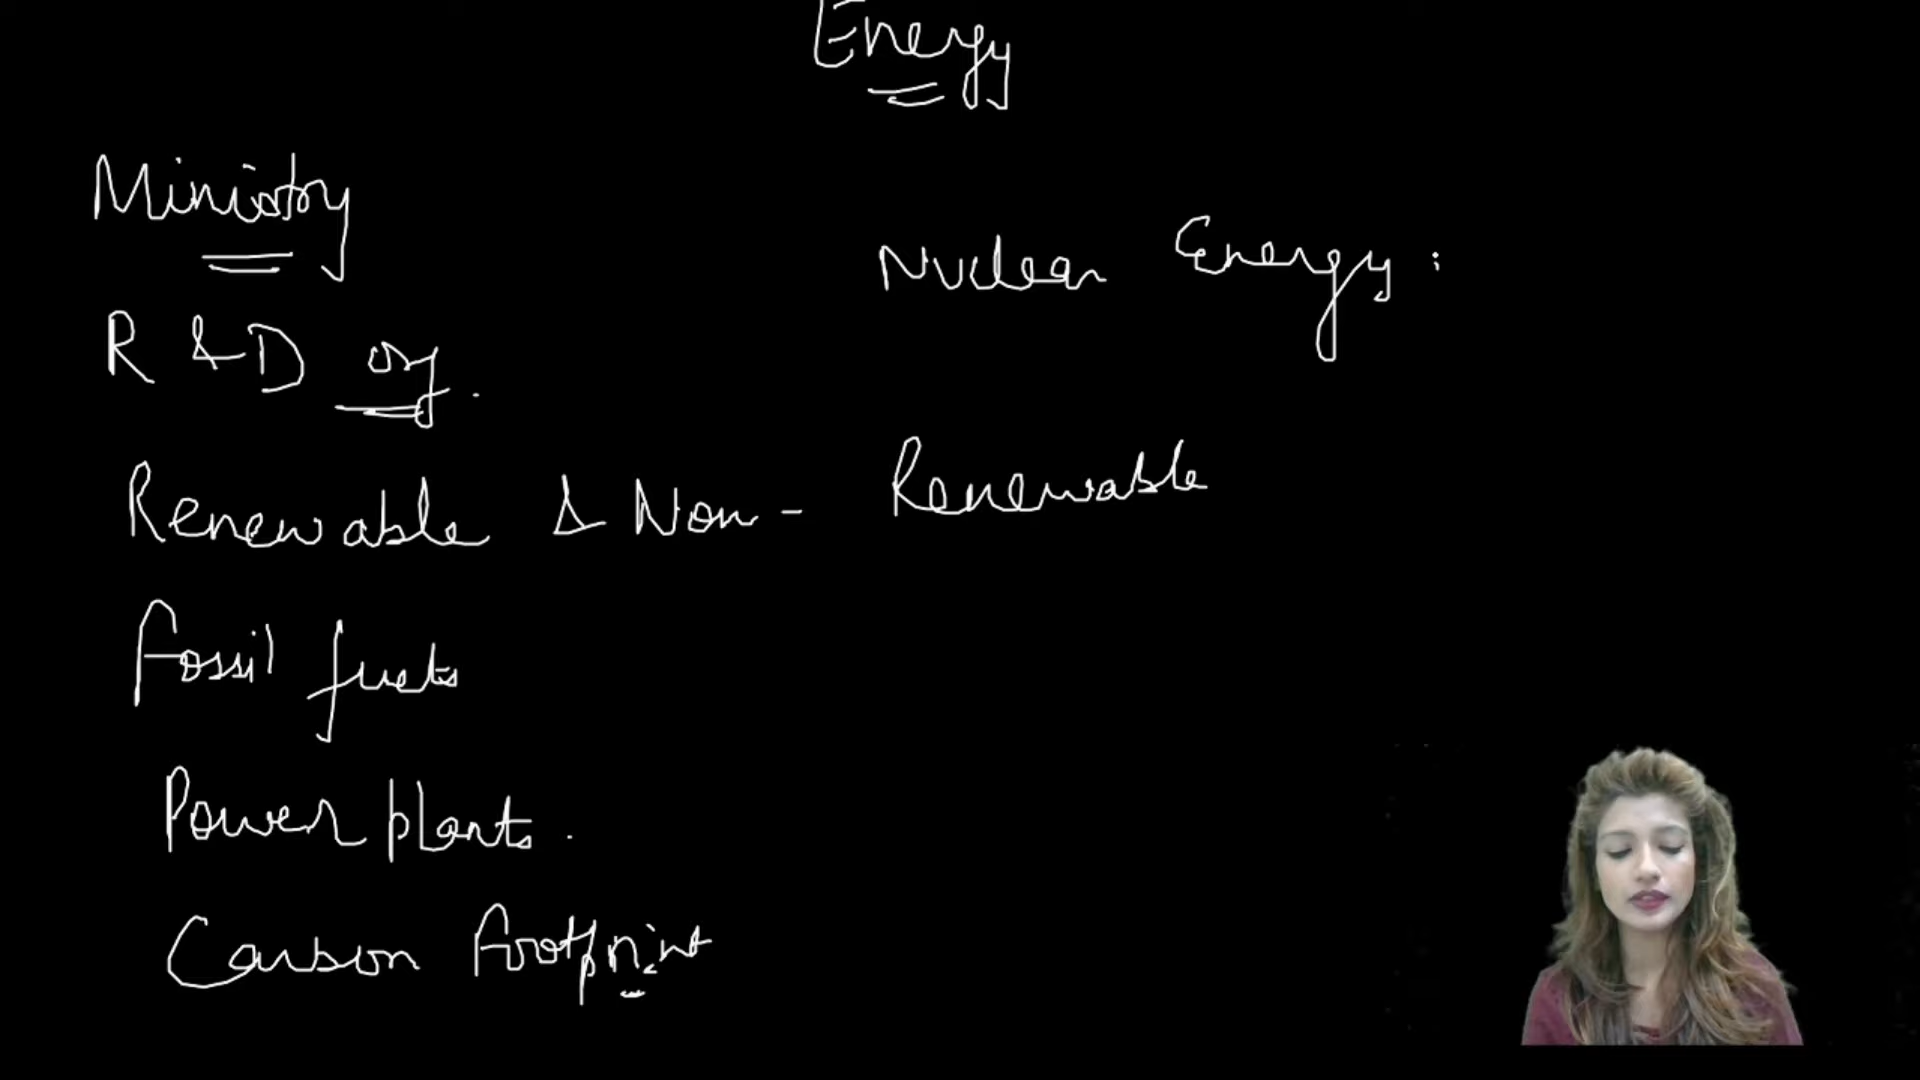 Energy
Ministry
Nuclear Energy:
R & D org.
Renewable & Non - Renewable
Fossil fuels
Power plants.
Carbon footprint